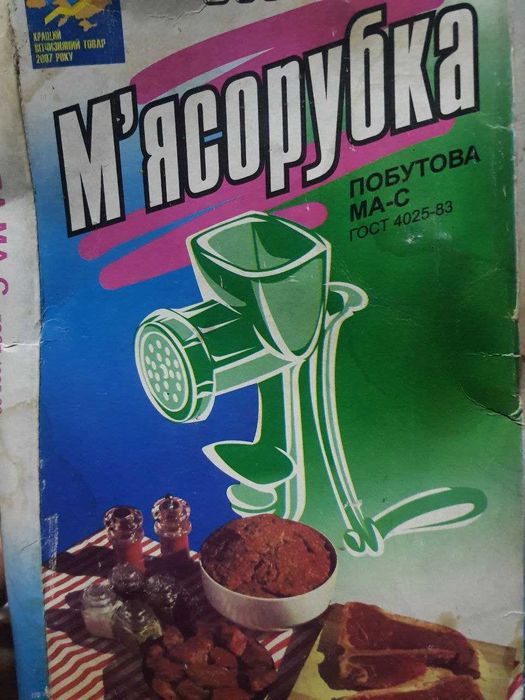 КРАЩИЙ
ВІТЧИЗНЯНИЙ ТОВАР
2007 РОКУ
М'ясорубка
ПОБУТОВА
МА-С
ГОСТ 4025-83